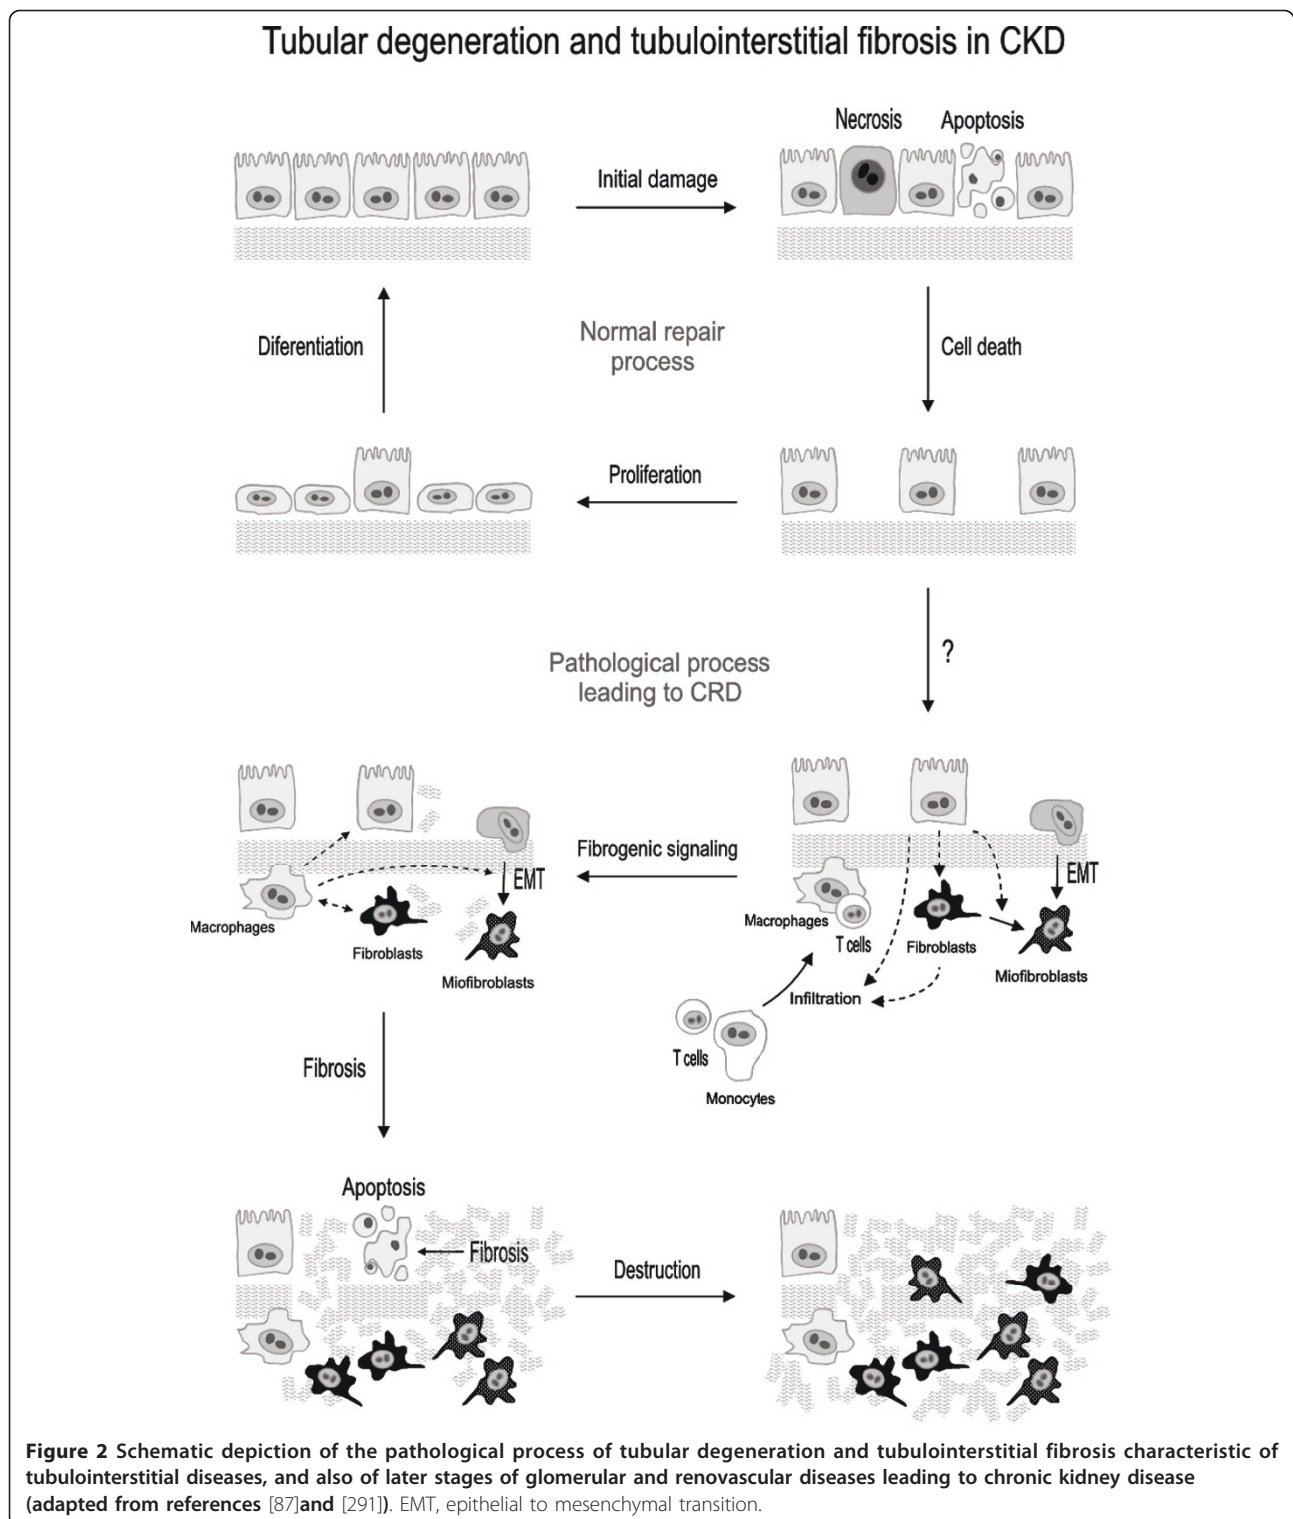 Tubular degeneration and tubulointerstitial fibrosis in CKD
Necrosis
Apoptosis
Initial damage
Normal repair
process
Diferentiation
Cell death
Proliferation
?
Pathological process
leading to CRD
Fibrogenic signaling
EMT
Macrophages
Fibroblasts
Miofibroblasts
EMT
Macrophages
T cells
Fibroblasts
Miofibroblasts
Infiltration
T cells
Monocytes
Fibrosis
Apoptosis
Fibrosis
Destruction
Figure 2 Schematic depiction of the pathological process of tubular degeneration and tubulointerstitial fibrosis characteristic of
tubulointerstitial diseases, and also of later stages of glomerular and renovascular diseases leading to chronic kidney disease
(adapted from references [87]and [291]). EMT, epithelial to mesenchymal transition.